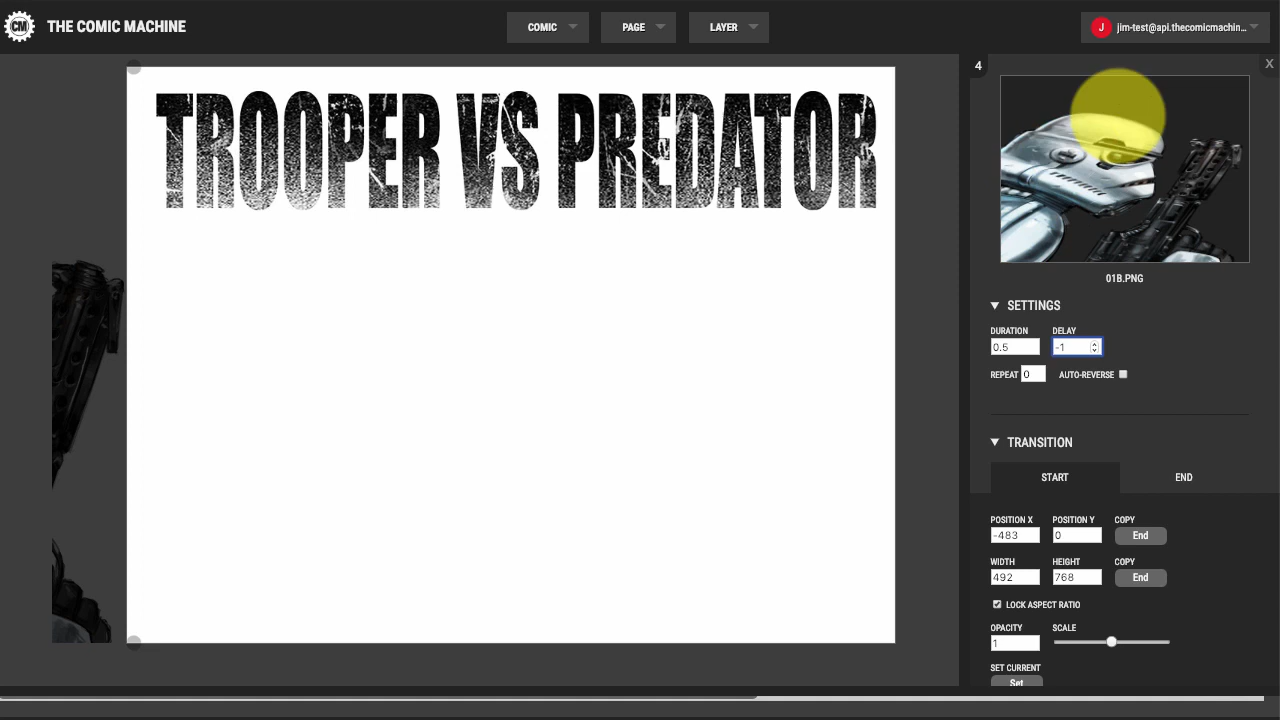 CM THE COMIC MACHINE
COMIC PAGE LAYER
J jim-test@api.thecomicmachin...
4 X
TROOPER VS PREDATOR
01B.PNG
SETTINGS
DURATION DELAY
0.5 -1
REPEAT 0 AUTO-REVERSE
TRANSITION
START END
POSITION X POSITION Y COPY
-483 0 End
WIDTH HEIGHT COPY
492 768 End
LOCK ASPECT RATIO
OPACITY SCALE
1
SET CURRENT
Set